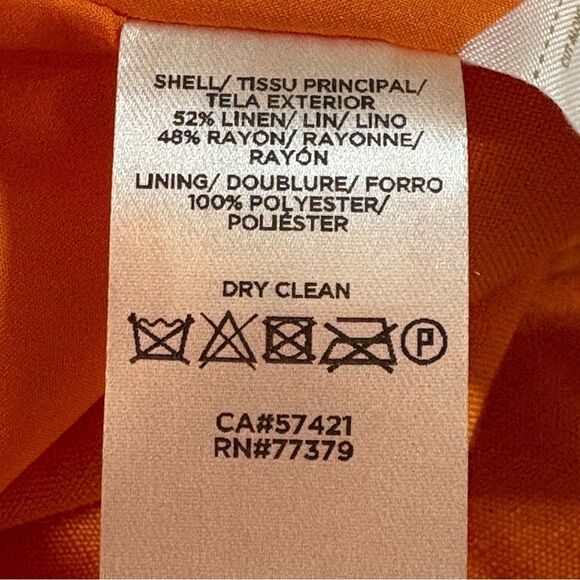 SHELL/ TISSU PRINCIPAL/
TELA EXTERIOR
52% LINEN/ LIN/ LINO
48% RAYON/ RAYONNE/
RAYÓN
LINING/ DOUBLURE/ FORRO
100% POLYESTER/
POLIÉSTER
DRY CLEAN
P
CA#57421
RN#77379